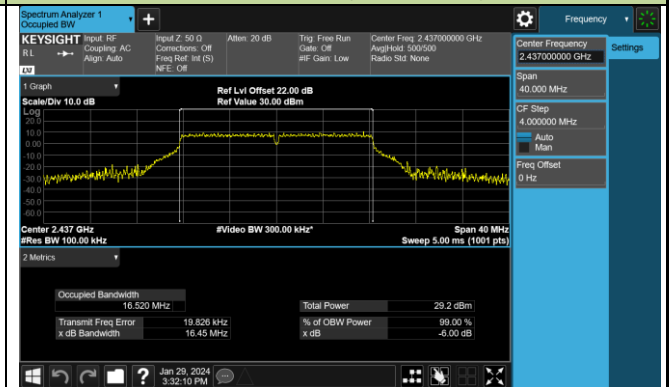 Spectrum Analyzer 1
Occupied BW
+
Frequency
KEYSIGHT
RL
LXI
Input: RF
Coupling: AC
Align: Auto
Input Z: 50 Ω
Corrections: Off
Freq Ref: Int (S)
NFE: Off
Atten: 20 dB
Trig: Free Run
Gate: Off
#IF Gain: Low
Center Freq: 2.437000000 GHz
Avg|Hold: 500/500
Radio Std: None
Center Frequency
2.437000000 GHz
Settings
Span
40.000 MHz
CF Step
4.000000 MHz
Auto
Man
Freq Offset
0 Hz
1 Graph
Scale/Div 10.0 dB
Ref Lvl Offset 22.00 dB
Ref Value 30.00 dBm
Log
20.0
10.0
0.00
-10.0
-20.0
-30.0
-40.0
-50.0
-60.0
Center 2.437 GHz
#Res BW 100.00 kHz
#Video BW 300.00 kHz*
Span 40 MHz
Sweep 5.00 ms (1001 pts)
2 Metrics
Occupied Bandwidth
16.520 MHz
Total Power 29.2 dBm
Transmit Freq Error 19.826 kHz
% of OBW Power 99.00 %
x dB Bandwidth 16.45 MHz
x dB -6.00 dB
?
Jan 29, 2024
3:32:10 PM